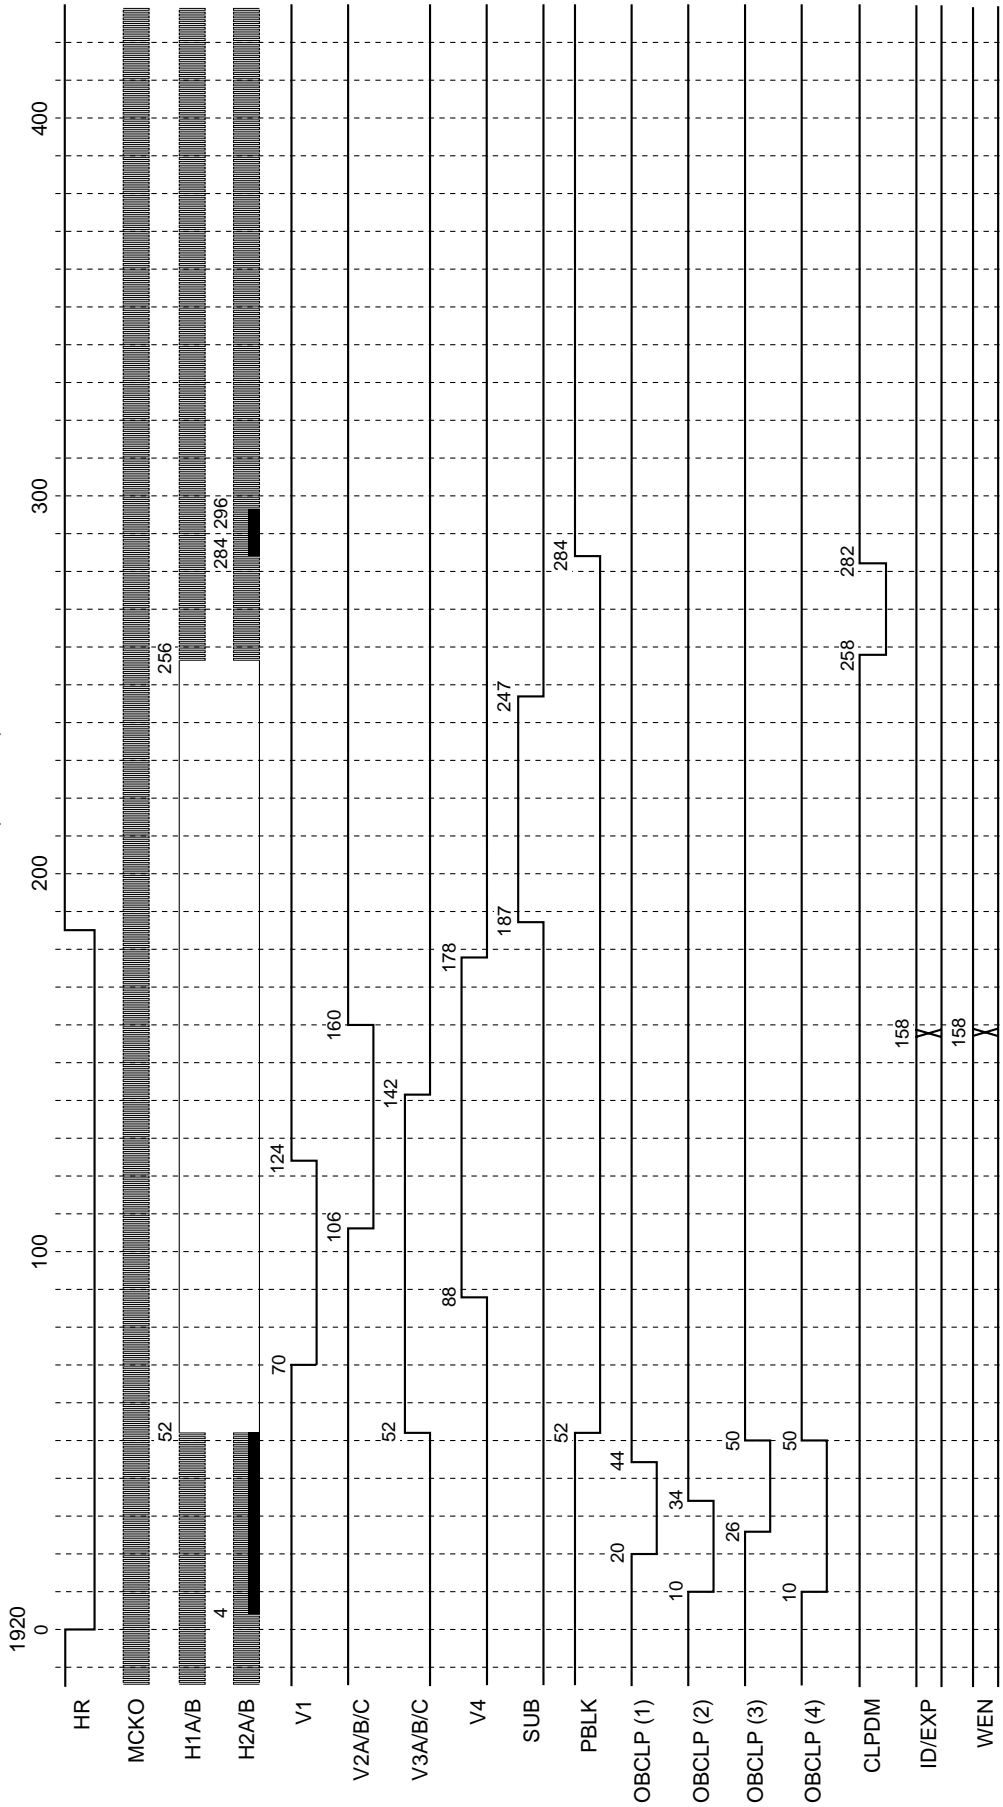 1920
0
100
200
300
400
HR
MCKO
H1A/B
52
256
H2A/B
4
284
296
V1
70
124
V2A/B/C
106
160
V3A/B/C
52
142
V4
88
178
SUB
187
247
PBLK
52
284
OBCLP (1)
20
44
OBCLP (2)
10
34
OBCLP (3)
26
50
OBCLP (4)
10
50
CLPDM
258
282
ID/EXP
158
WEN
158